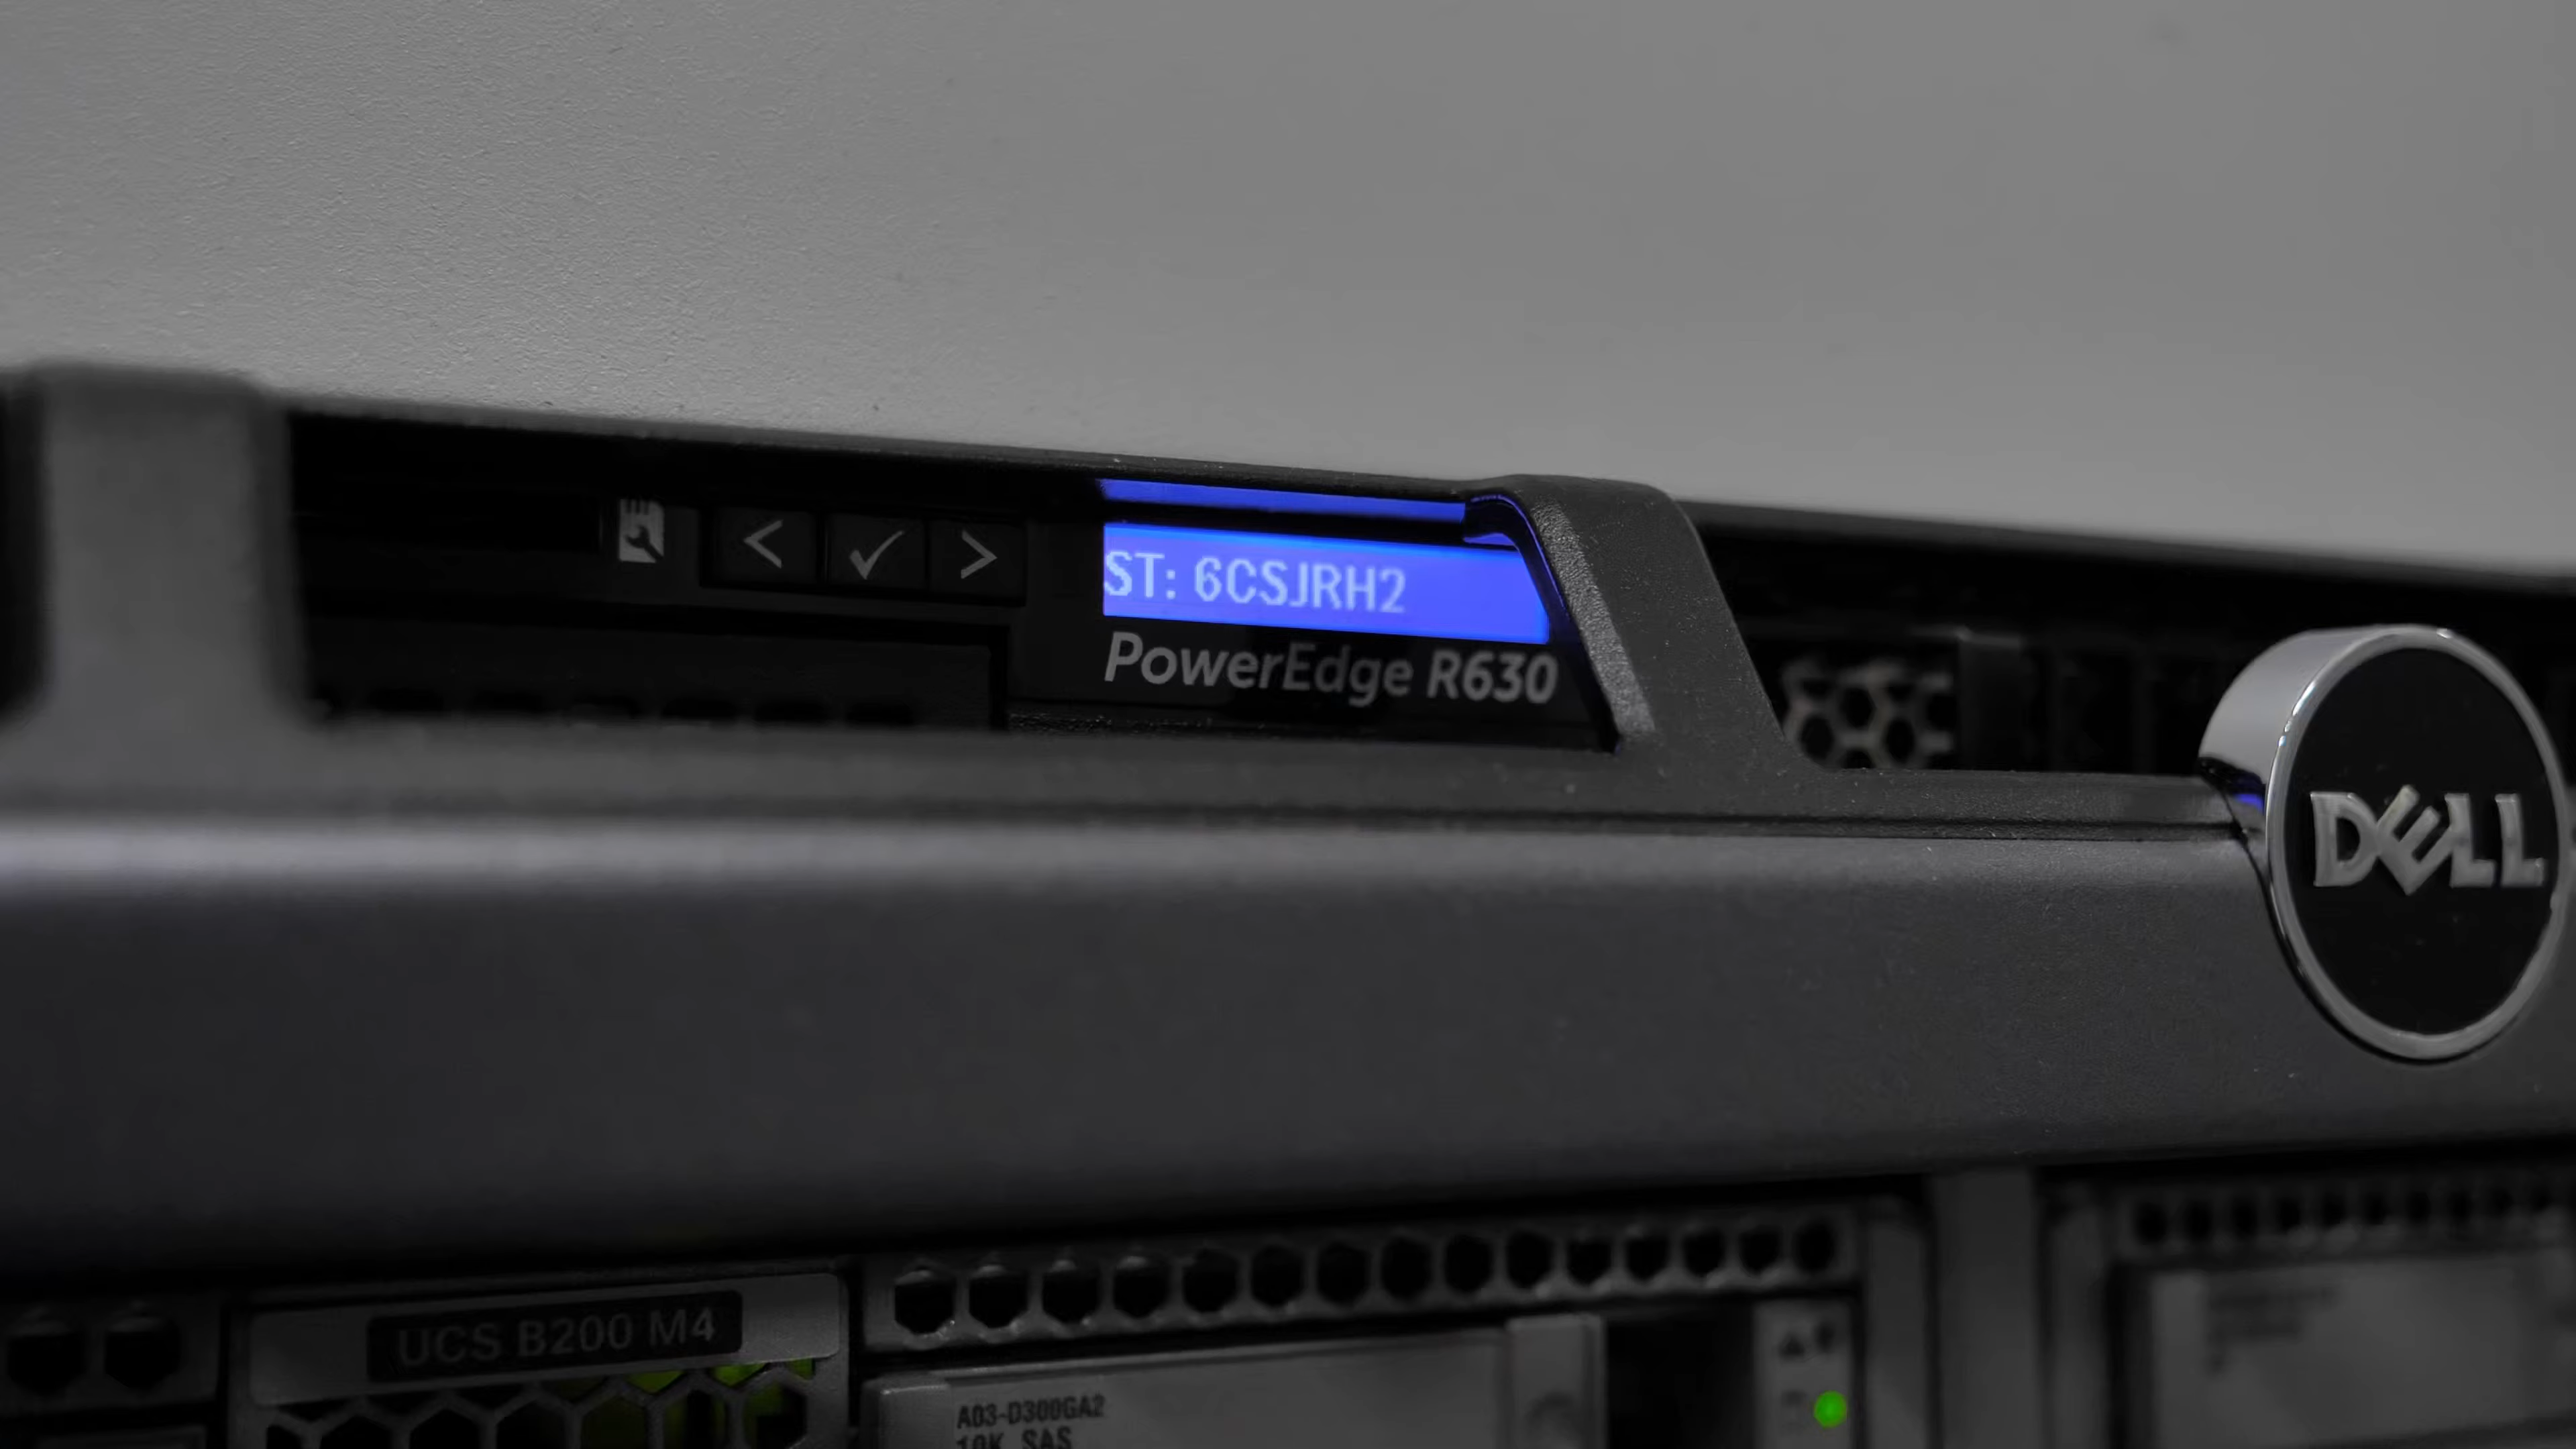 ST: 6CSJRH2
PowerEdge R630
DELL
UCS B200 M4
A03-D300GA2
10K SAS